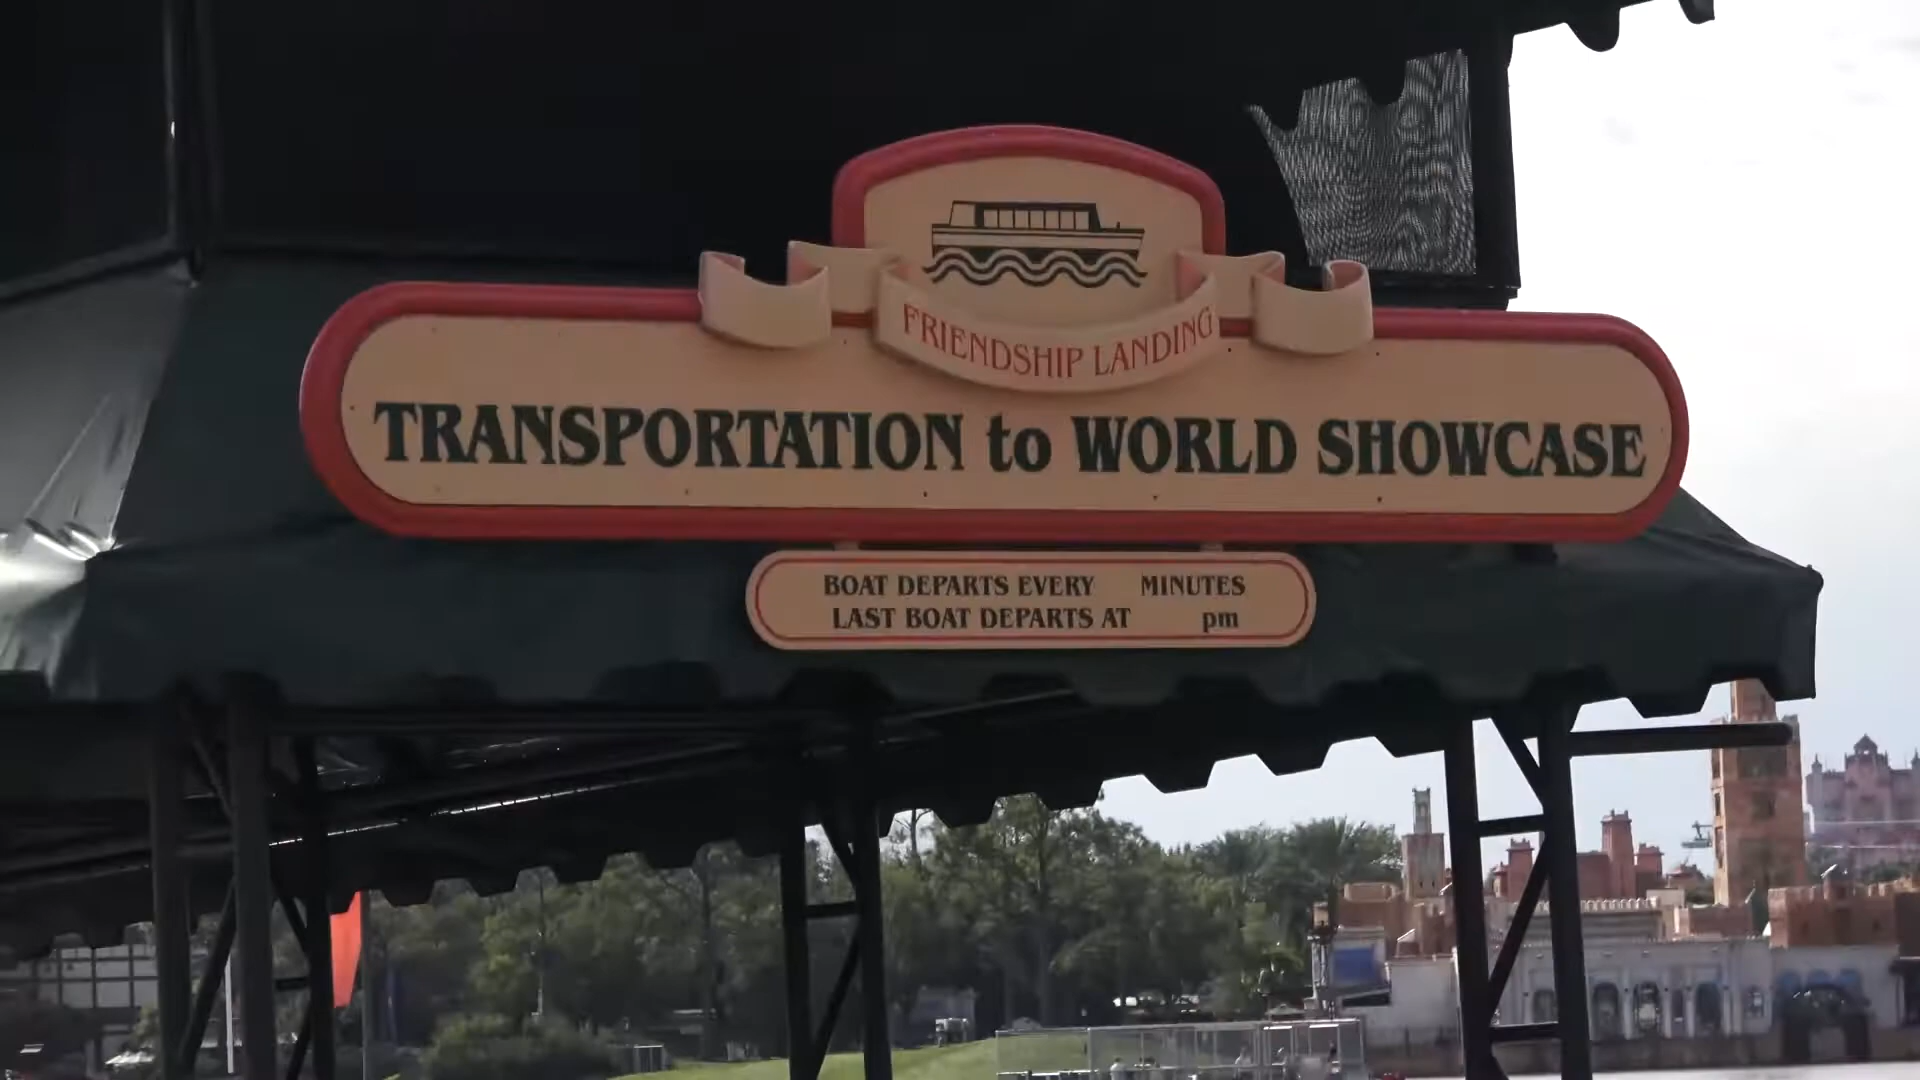 FRIENDSHIP LANDING
TRANSPORTATION to WORLD SHOWCASE
BOAT DEPARTS EVERY MINUTES
LAST BOAT DEPARTS AT pm